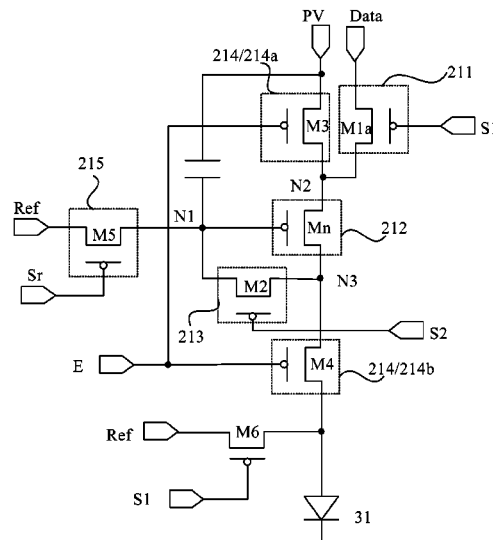 PV Data
214/214a 211
M3 M1a S1
215 N2
Ref N1
M5 Mn 212
Sr M2 N3
213 S2
E M4
214/214b
Ref M6
S1 31